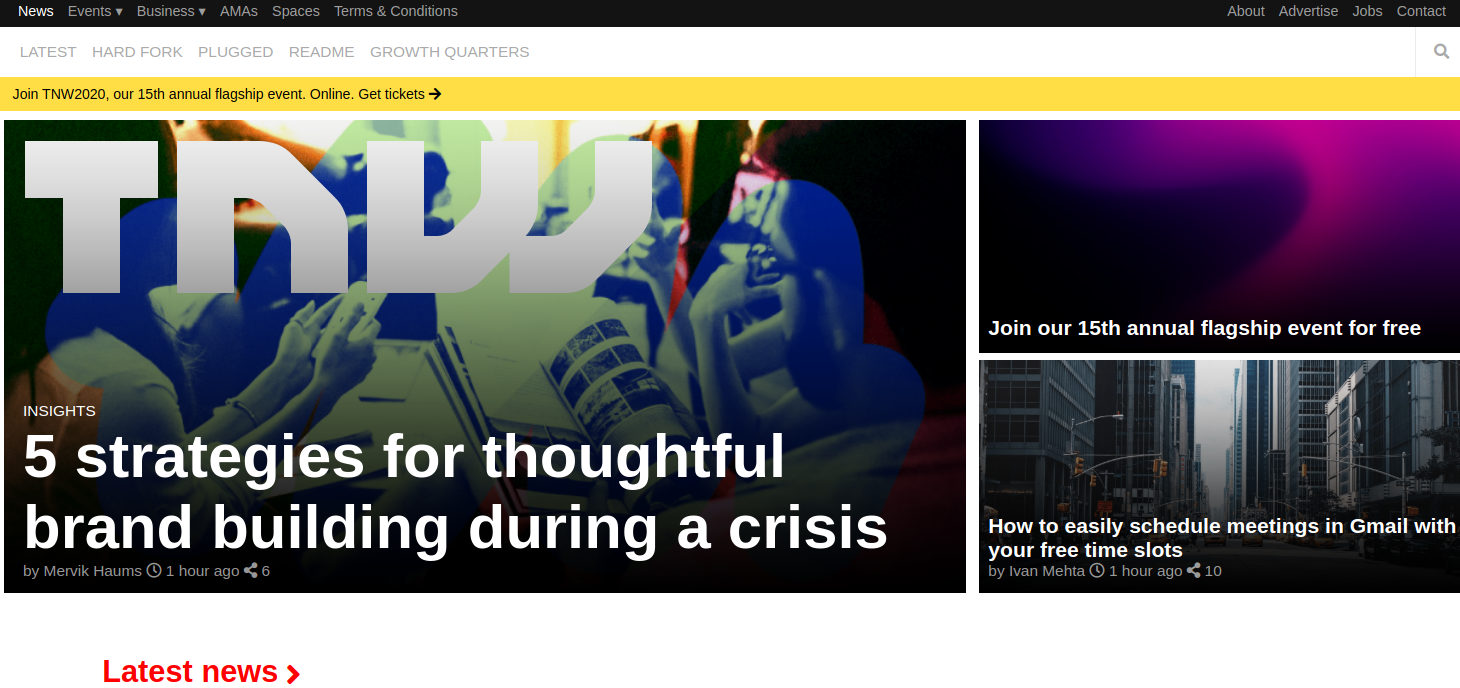 News Events ▾ Business ▾ AMAs Spaces Terms & Conditions About Advertise Jobs Contact
LATEST HARD FORK PLUGGED README GROWTH QUARTERS
Join TNW2020, our 15th annual flagship event. Online. Get tickets →
TNW
INSIGHTS
5 strategies for thoughtful
brand building during a crisis
by Mervik Haums 1 hour ago 6
Join our 15th annual flagship event for free
How to easily schedule meetings in Gmail with
your free time slots
by Ivan Mehta 1 hour ago 10
Latest news